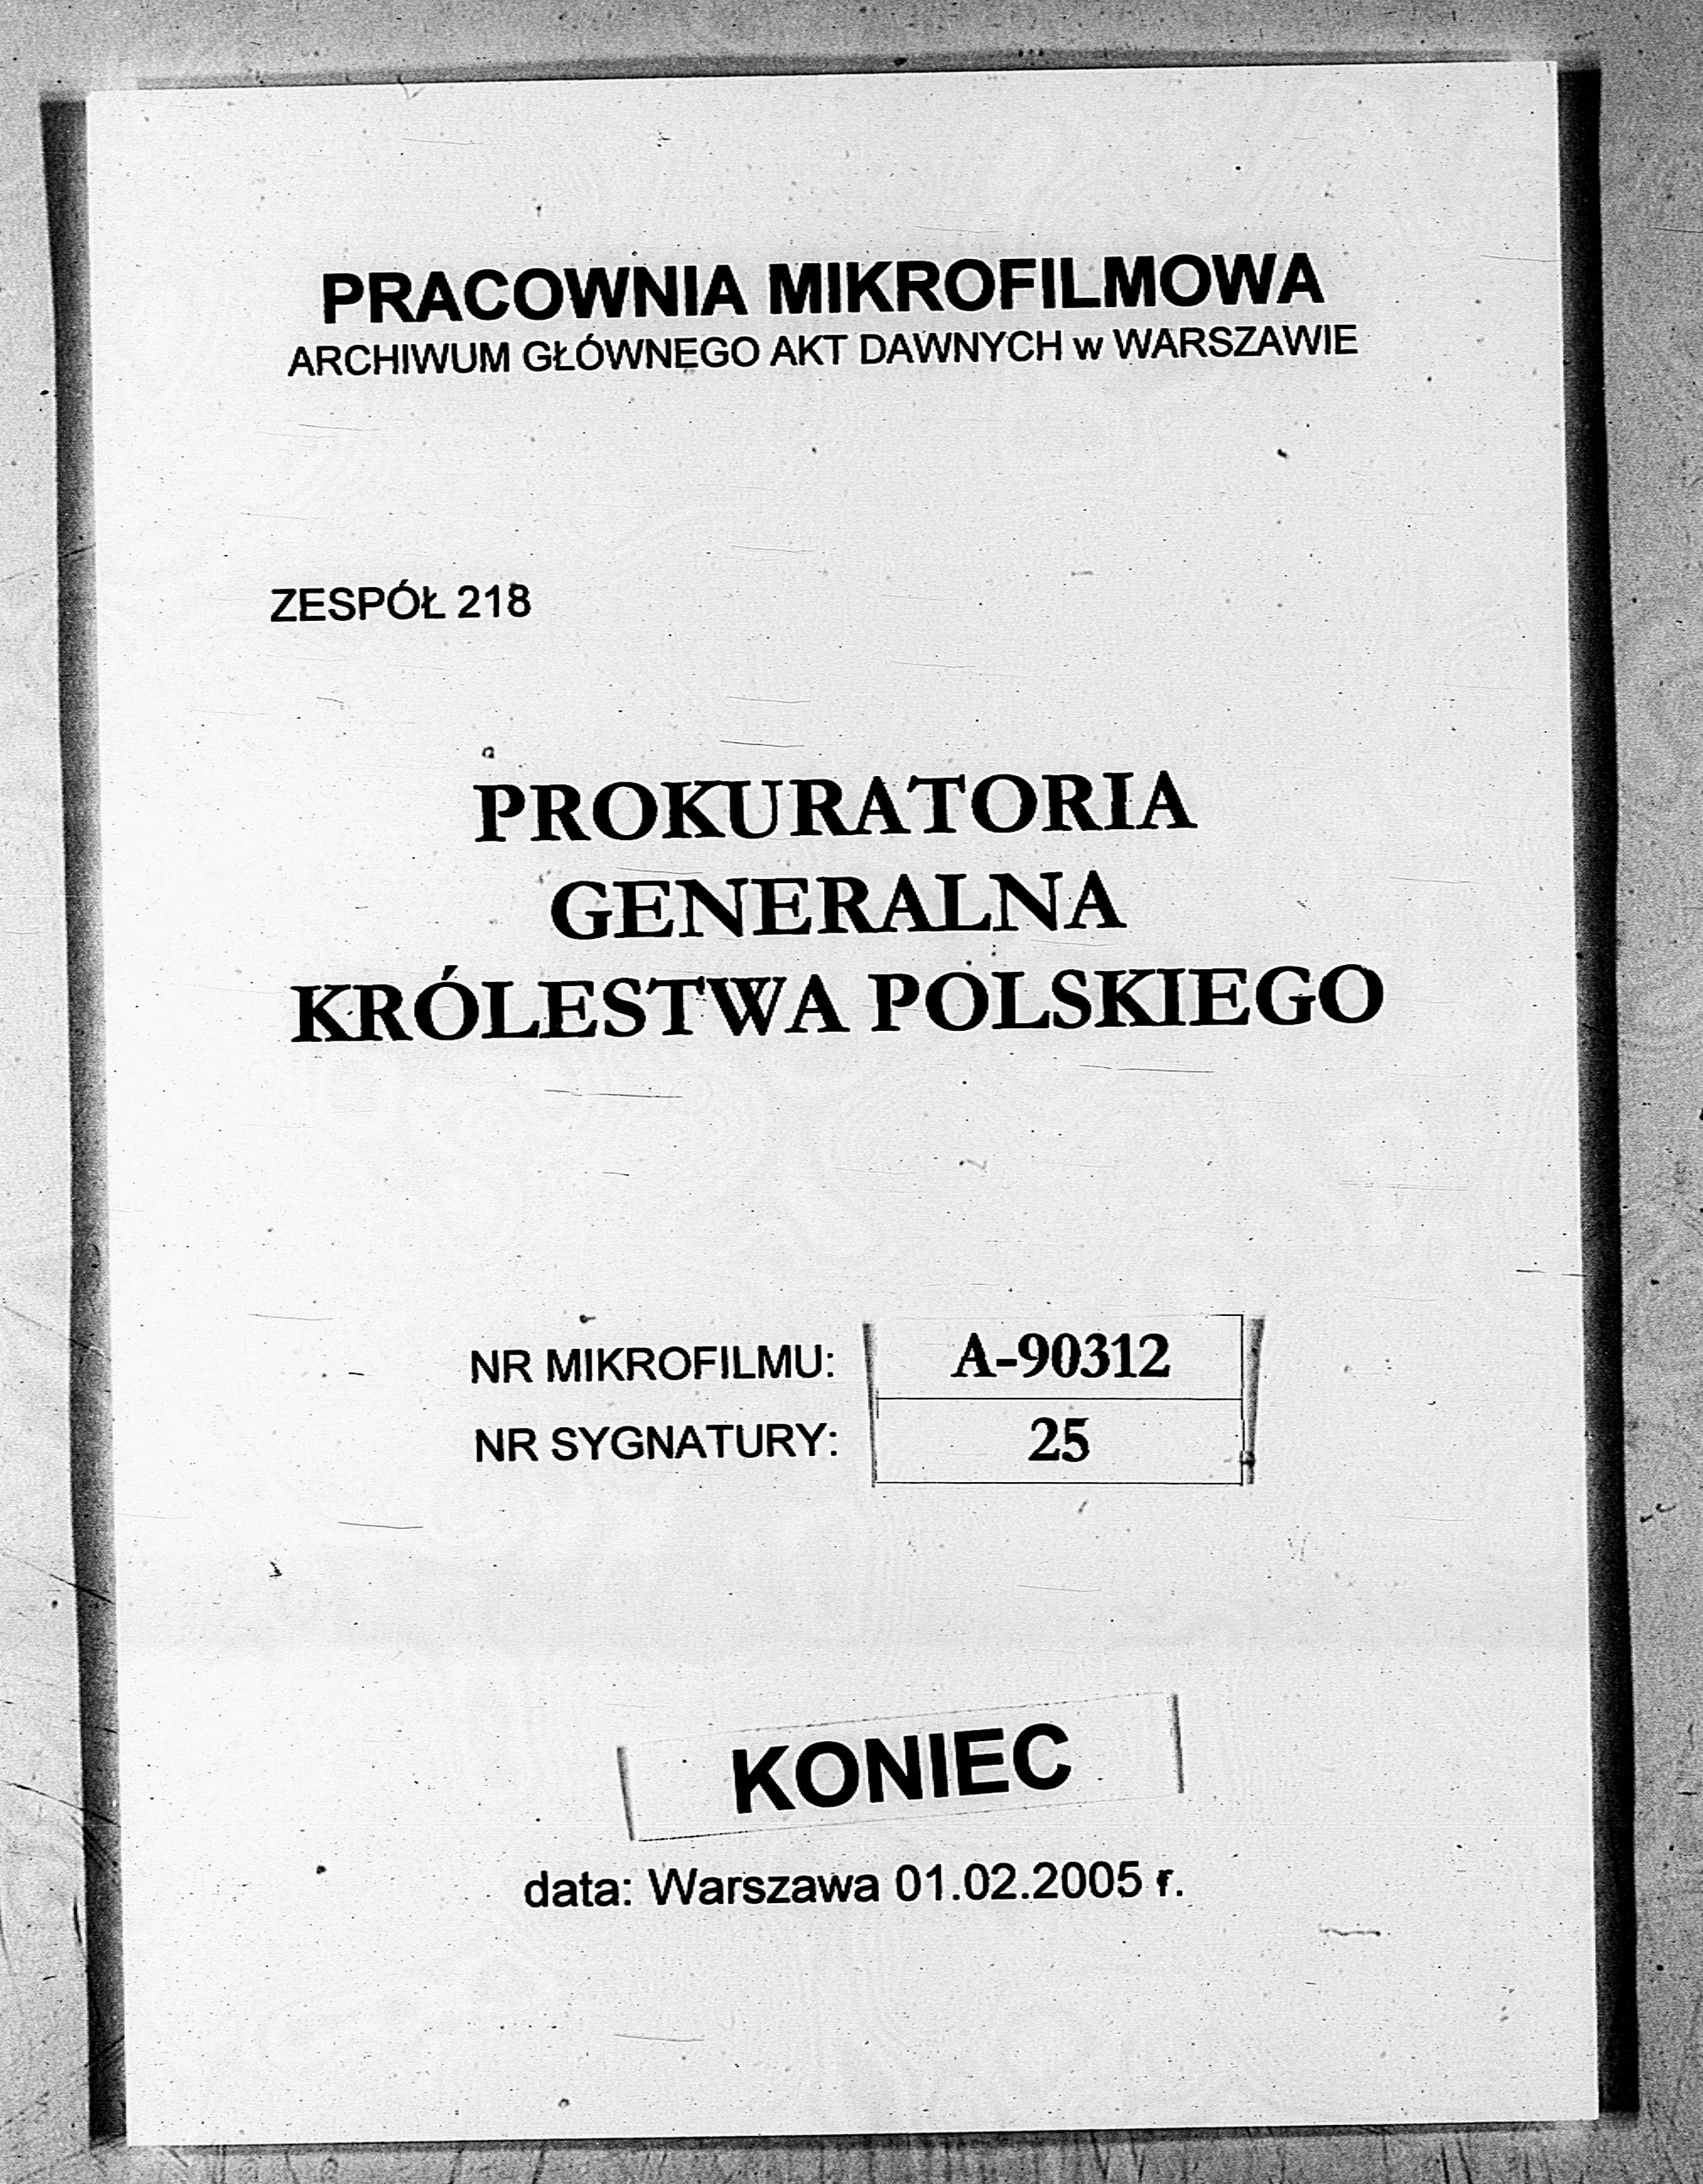 PRACOWNIA MIKROFILMOWA
ARCHIWUM GŁÓWNEGO AKT DAWNYCH w WARSZAWIE
ZESPÓŁ 218
PROKURATORIA
GENERALNA
KRÓLESTWA POLSKIEGO
NR MIKROFILMU: A-90312
NR SYGNATURY: 25
KONIEC
data: Warszawa 01.02.2005 r.